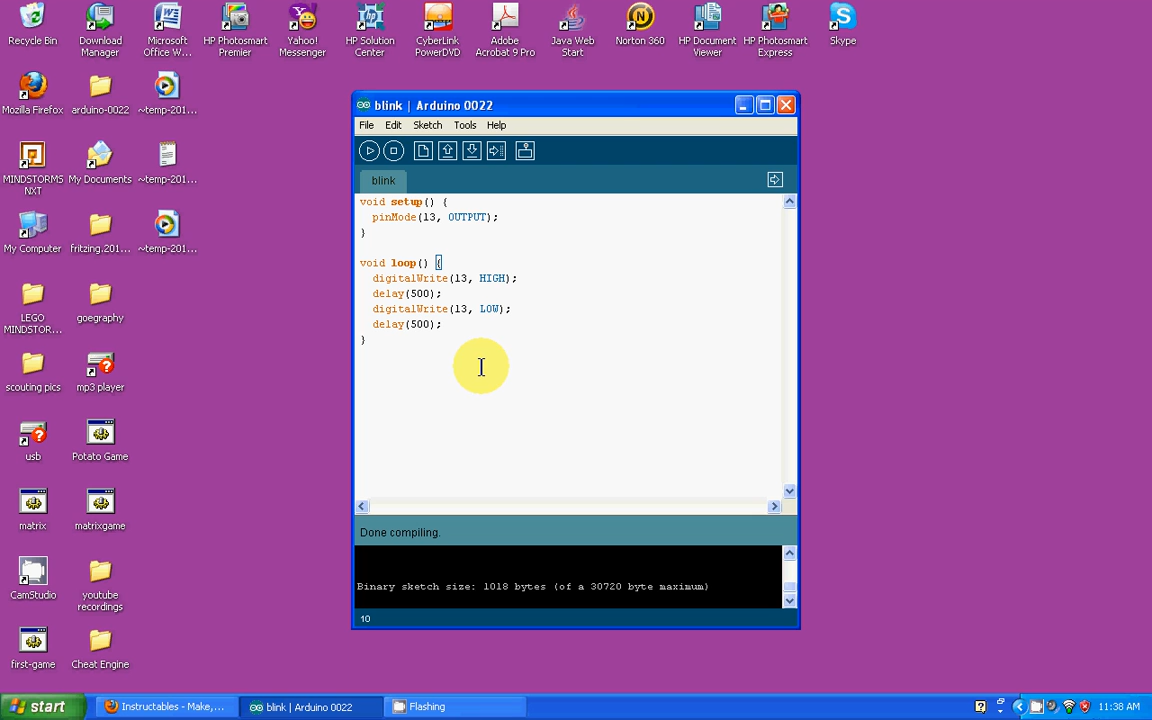 Recycle Bin
Download
Manager
Microsoft
Office W...
HP Photosmart
Premier
Yahoo!
Messenger
HP Solution
Center
CyberLink
PowerDVD
Adobe
Acrobat 9 Pro
Java Web
Start
Norton 360
HP Document
Viewer
HP Photosmart
Express
Skype
Mozilla Firefox
arduino-0022
~temp-201...
MINDSTORMS
NXT
My Documents
~temp-201...
My Computer
fritzing.201...
~temp-201...
LEGO
MINDSTOR...
goegraphy
scouting pics
mp3 player
usb
Potato Game
matrix
matrixgame
CamStudio
youtube
recordings
first-game
Cheat Engine
blink | Arduino 0022
File Edit Sketch Tools Help
blink
void setup() {
pinMode(13, OUTPUT);
}
void loop() {
digitalWrite(13, HIGH);
delay(500);
digitalWrite(13, LOW);
delay(500);
}
Done compiling.
Binary sketch size: 1018 bytes (of a 30720 byte maximum)
10
start
Instructables - Make,...
blink | Arduino 0022
Flashing
11:38 AM